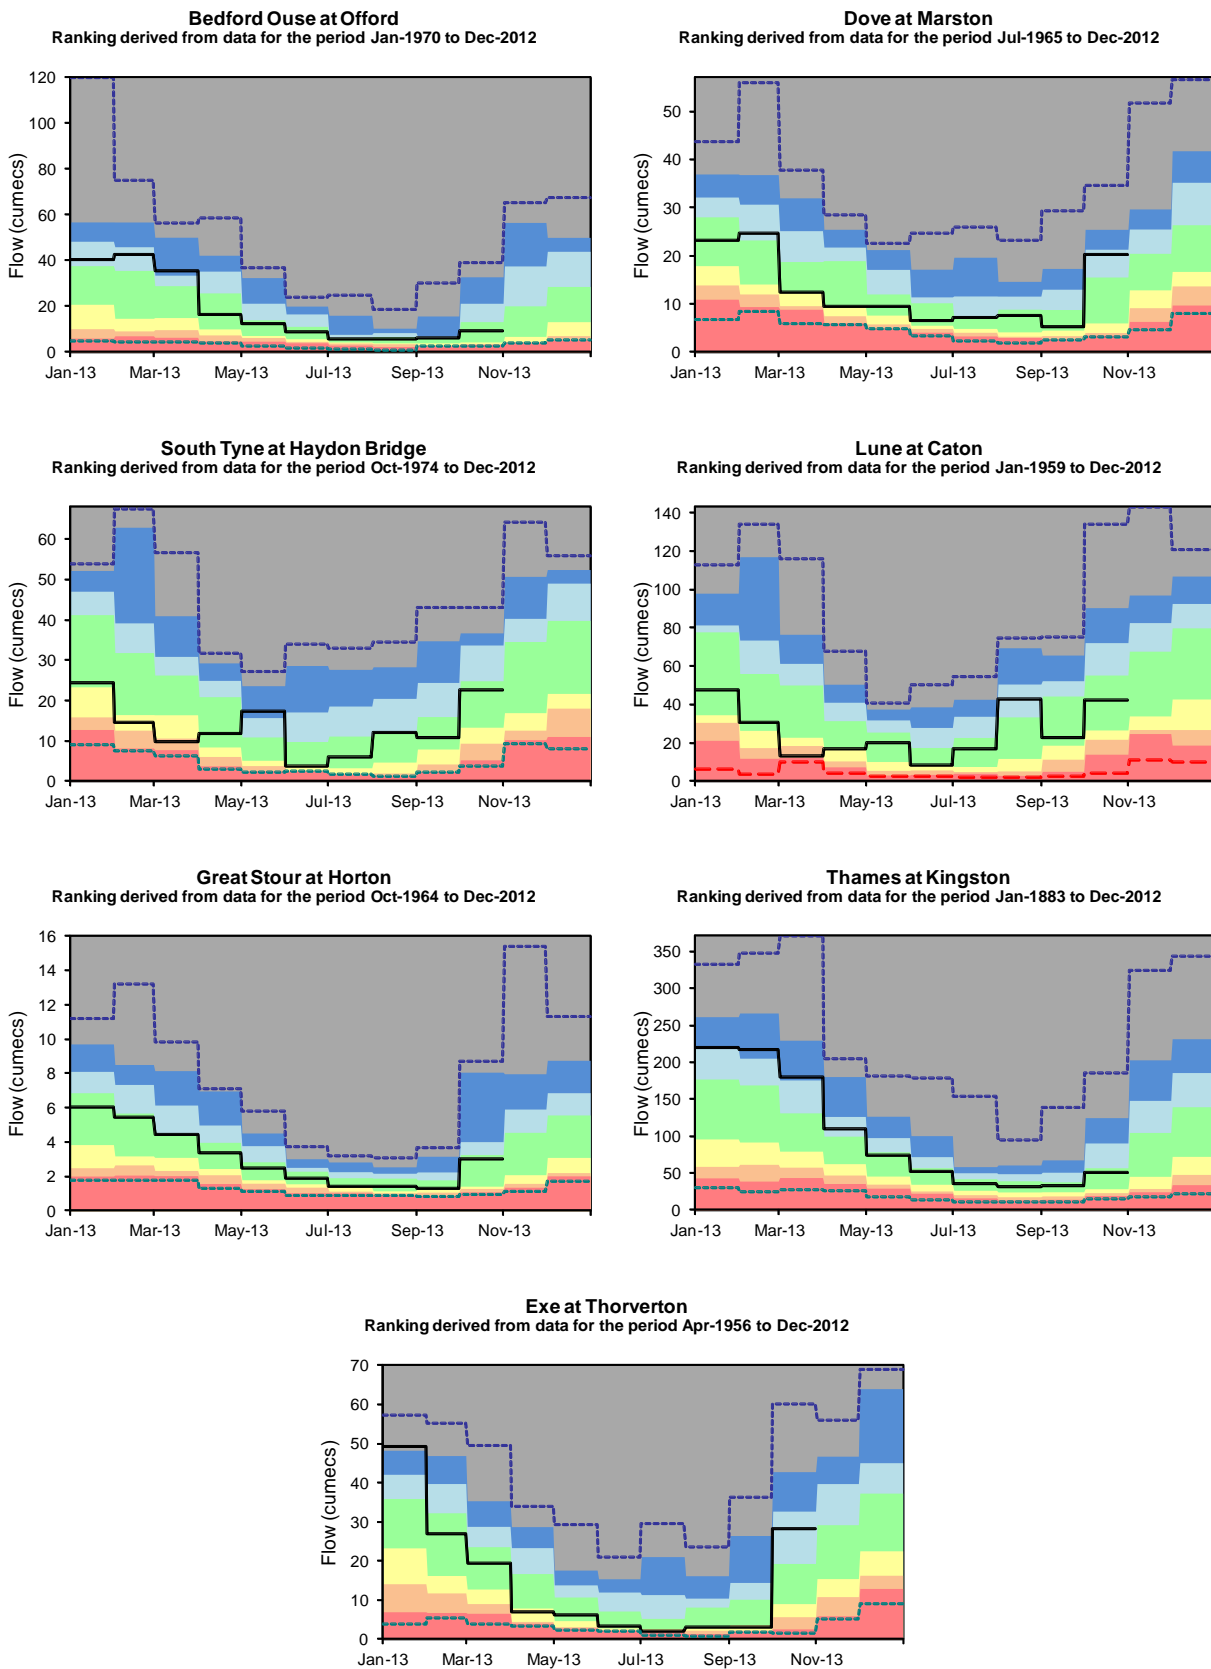 Bedford Ouse at Offord
Ranking derived from data for the period Jan-1970 to Dec-2012
Flow (cumecs)
120
100
80
60
40
20
0
Jan-13 Mar-13 May-13 Jul-13 Sep-13 Nov-13
Dove at Marston
Ranking derived from data for the period Jul-1965 to Dec-2012
Flow (cumecs)
50
40
30
20
10
0
Jan-13 Mar-13 May-13 Jul-13 Sep-13 Nov-13
South Tyne at Haydon Bridge
Ranking derived from data for the period Oct-1974 to Dec-2012
Flow (cumecs)
60
50
40
30
20
10
0
Jan-13 Mar-13 May-13 Jul-13 Sep-13 Nov-13
Lune at Caton
Ranking derived from data for the period Jan-1959 to Dec-2012
Flow (cumecs)
140
120
100
80
60
40
20
0
Jan-13 Mar-13 May-13 Jul-13 Sep-13 Nov-13
Great Stour at Horton
Ranking derived from data for the period Oct-1964 to Dec-2012
Flow (cumecs)
16
14
12
10
8
6
4
2
0
Jan-13 Mar-13 May-13 Jul-13 Sep-13 Nov-13
Thames at Kingston
Ranking derived from data for the period Jan-1883 to Dec-2012
Flow (cumecs)
350
300
250
200
150
100
50
0
Jan-13 Mar-13 May-13 Jul-13 Sep-13 Nov-13
Exe at Thorverton
Ranking derived from data for the period Apr-1956 to Dec-2012
Flow (cumecs)
70
60
50
40
30
20
10
0
Jan-13 Mar-13 May-13 Jul-13 Sep-13 Nov-13